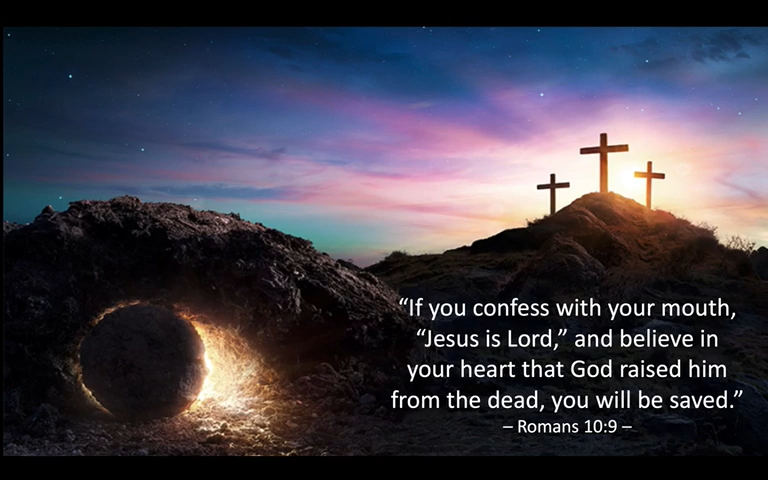 “If you confess with your mouth,
“Jesus is Lord,” and believe in
your heart that God raised him
from the dead, you will be saved.”
– Romans 10:9 –